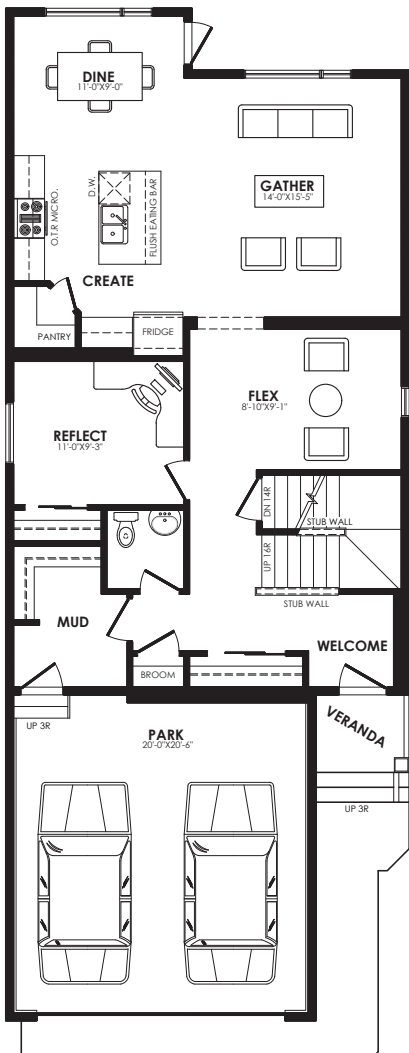 DINE
11'-0"X9'-0"
GATHER
14'-0"X15'-5"
O.T.R MICRO.
D.W.
FLUSH EATING BAR
CREATE
PANTRY
FRIDGE
FLEX
8'-10"X9'-1"
REFLECT
11'-0"X9'-3"
DN 14R
STUB WALL
UP 16R
STUB WALL
MUD
WELCOME
BROOM
UP 3R
PARK
20'-0"X20'-6"
VERANDA
UP 3R